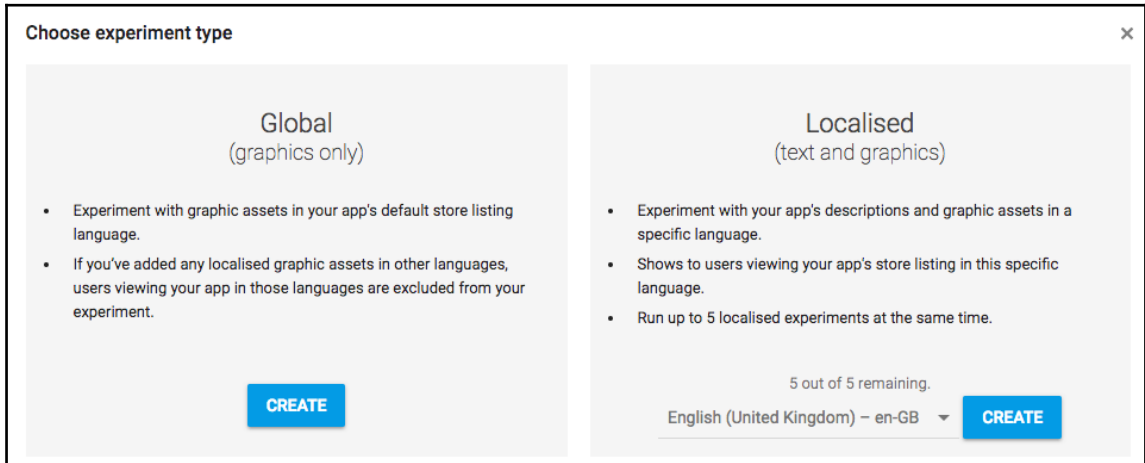 Choose experiment type
×
Global
(graphics only)
• Experiment with graphic assets in your app's default store listing
language.
• If you've added any localised graphic assets in other languages,
users viewing your app in those languages are excluded from your
experiment.
CREATE
Localised
(text and graphics)
• Experiment with your app's descriptions and graphic assets in a
specific language.
• Shows to users viewing your app's store listing in this specific
language.
• Run up to 5 localised experiments at the same time.
5 out of 5 remaining.
English (United Kingdom) – en-GB
CREATE